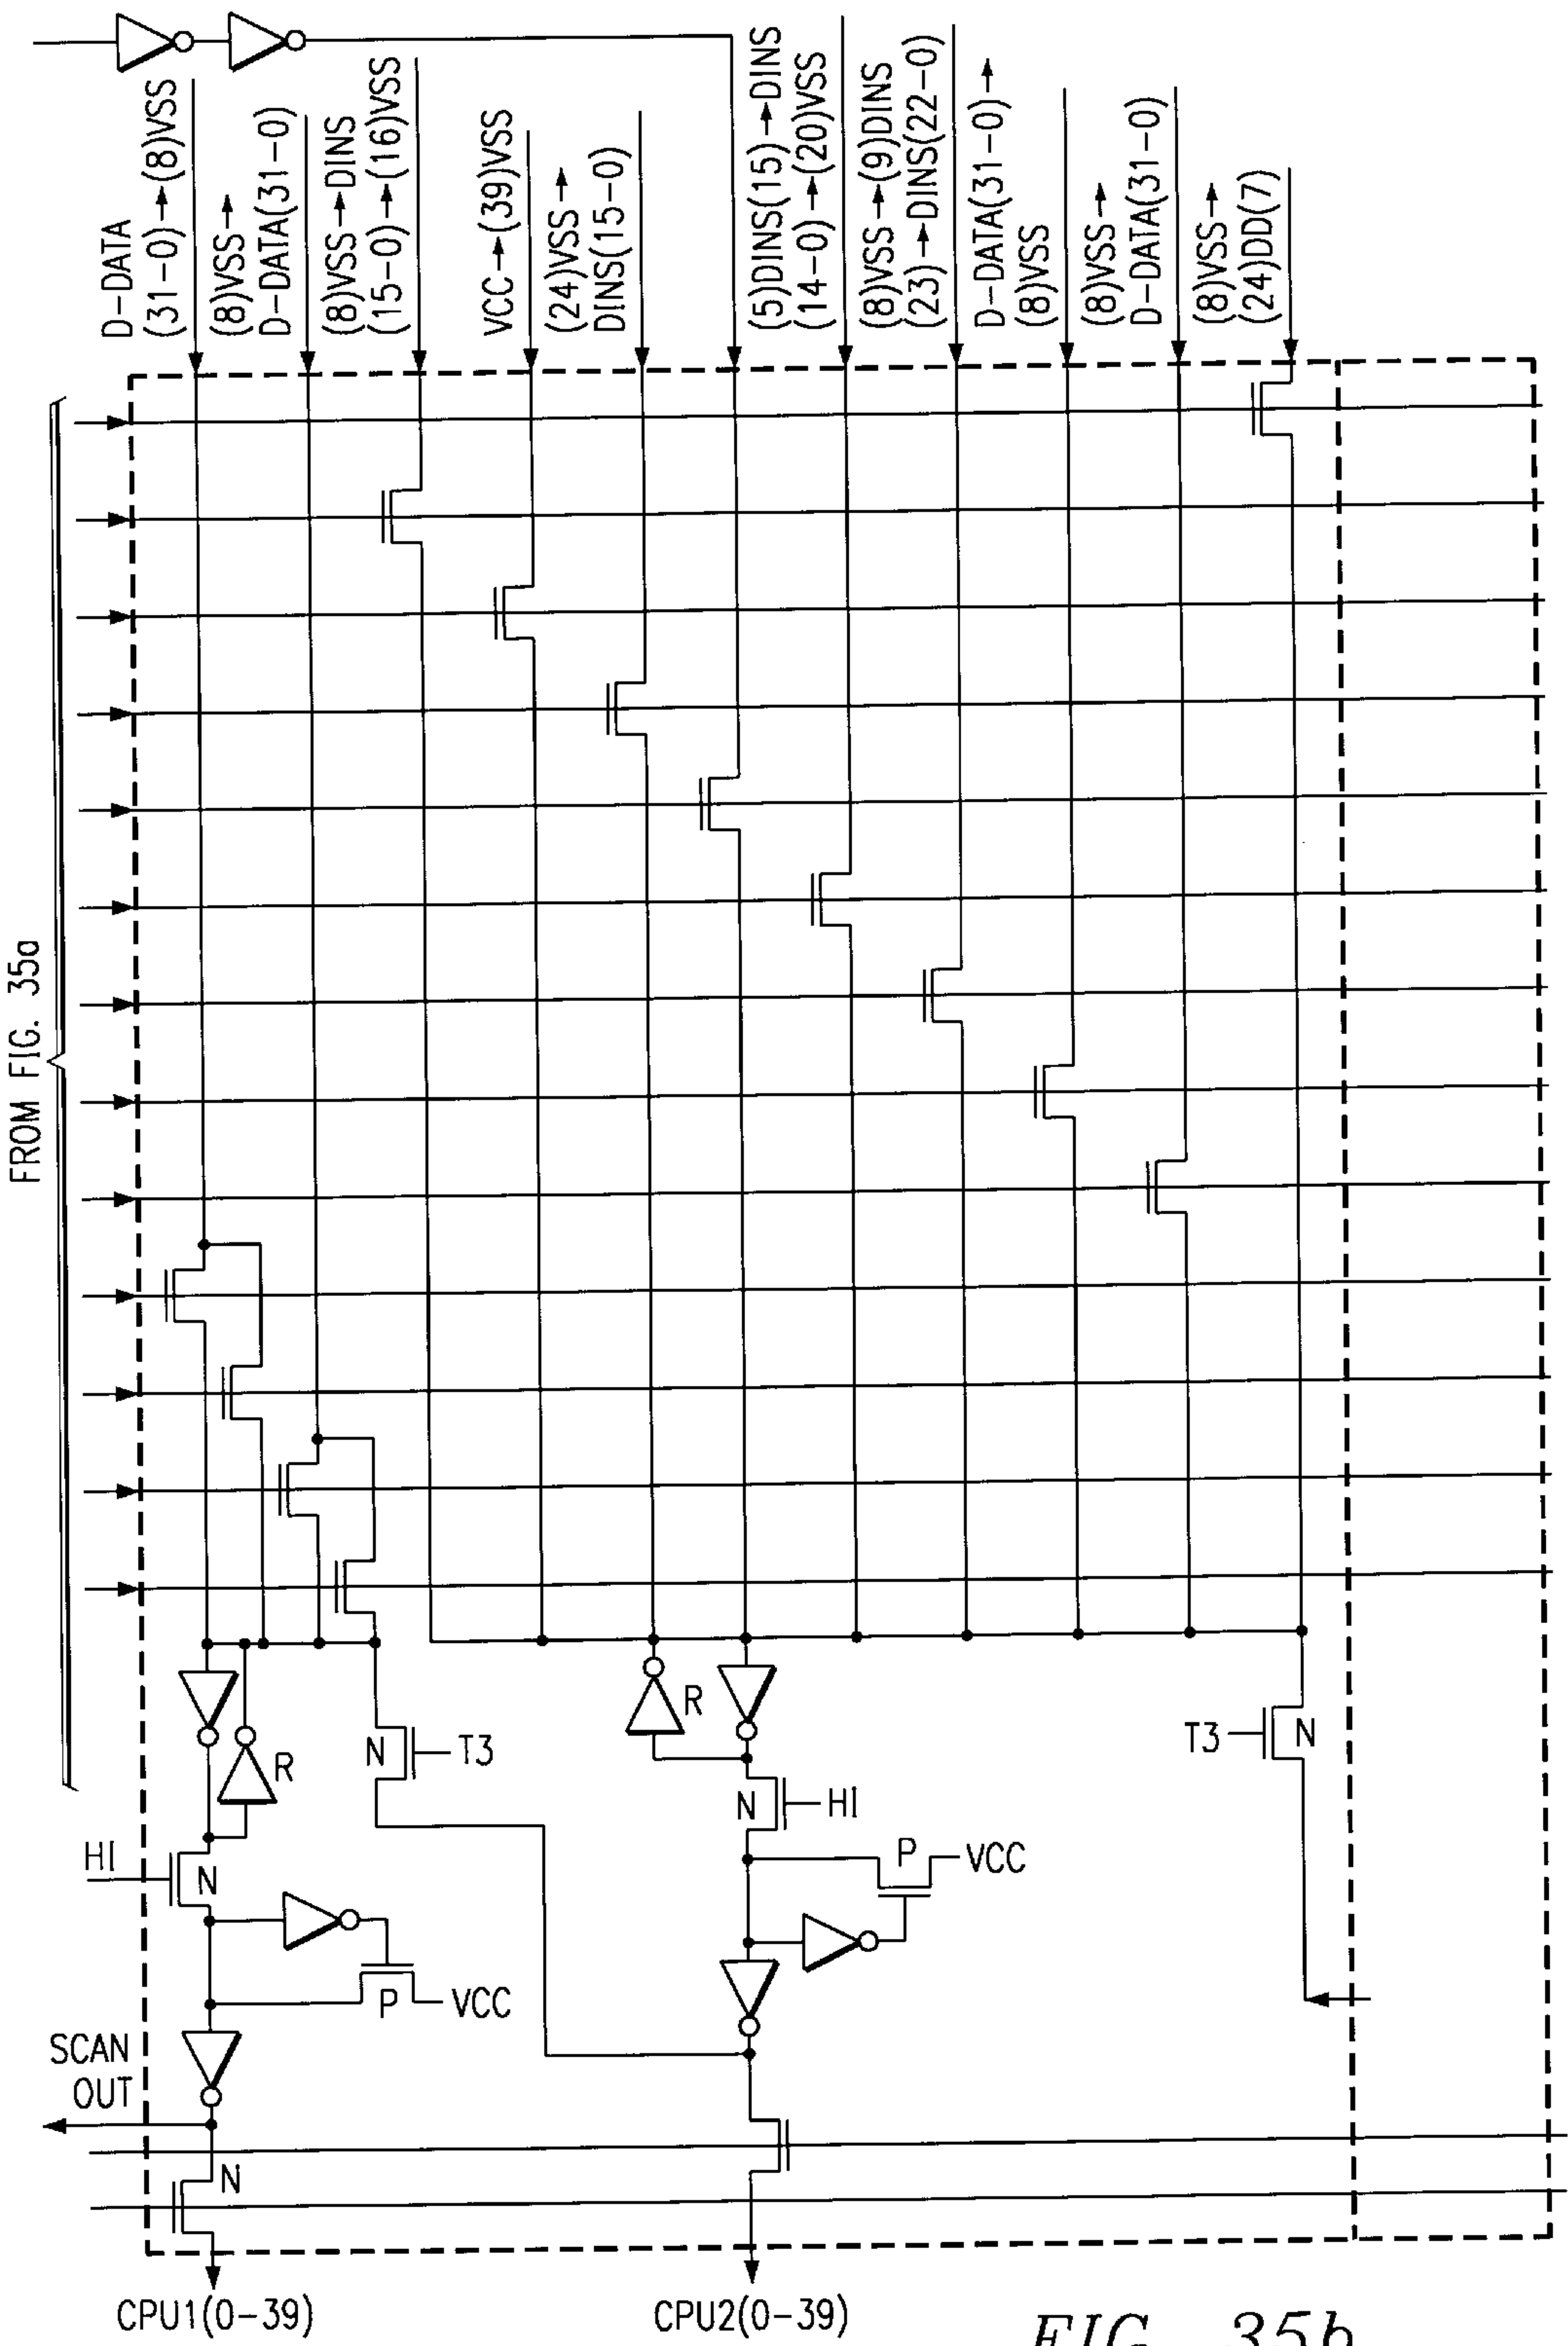 D-DATA
(31-0)→(8)VSS
(8)VSS→
D-DATA(31-0)
(8)VSS→DINS
(15-0)→(16)VSS
VCC→(39)VSS
(24)VSS→
DINS(15-0)
(5)DINS(15)→DINS
(14-0)→(20)VSS
(8)VSS→(9)DINS
(23)→DINS(22-0)
D-DATA(31-0)→
(8)VSS
(8)VSS→
D-DATA(31-0)
(8)VSS→
(24)DD(7)
FROM FIG. 35a
R
N
T3
R
N
HI
T3
N
HI
N
P
VCC
P
VCC
SCAN
OUT
N
CPU1(0-39)
CPU2(0-39)
FIG. 35b